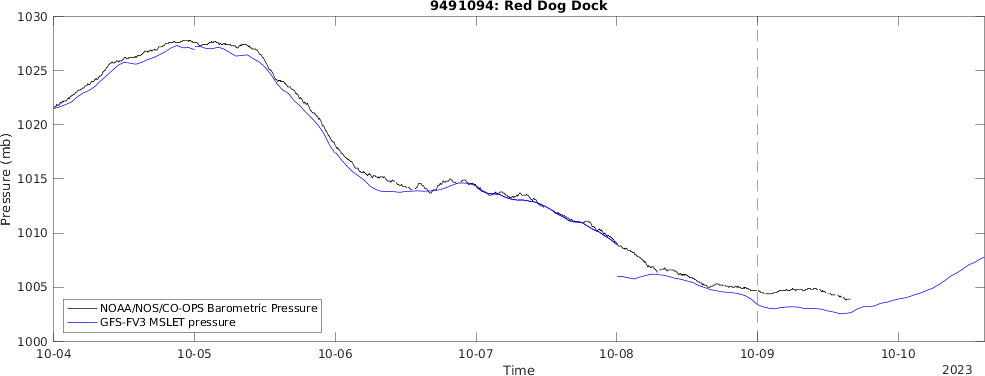 9491094: Red Dog Dock
1030
1025
1020
1015
1010
1005
1000
Pressure (mb)
NOAA/NOS/CO-OPS Barometric Pressure
GFS-FV3 MSLET pressure
10-04 10-05 10-06 10-07 10-08 10-09 10-10
Time
2023